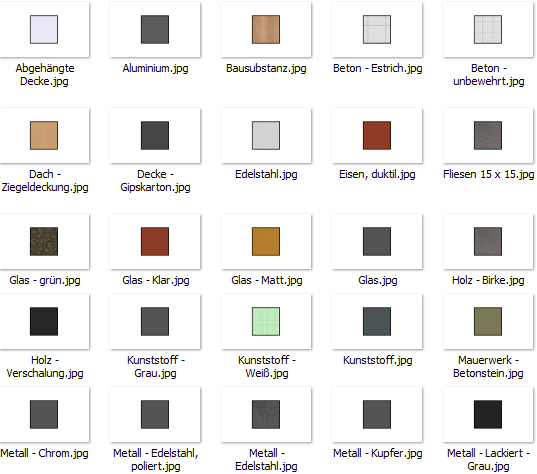 Abgehängte Decke.jpg
Aluminium.jpg
Bausubstanz.jpg
Beton - Estrich.jpg
Beton - unbewehrt.jpg
Dach - Ziegeldeckung.jpg
Decke - Gipskarton.jpg
Edelstahl.jpg
Eisen, duktil.jpg
Fliesen 15 x 15.jpg
Glas - grün.jpg
Glas - Klar.jpg
Glas - Matt.jpg
Glas.jpg
Holz - Birke.jpg
Holz - Verschalung.jpg
Kunststoff - Grau.jpg
Kunststoff - Weiß.jpg
Kunststoff.jpg
Mauerwerk - Betonstein.jpg
Metall - Chrom.jpg
Metall - Edelstahl, poliert.jpg
Metall - Edelstahl.jpg
Metall - Kupfer.jpg
Metall - Lackiert - Grau.jpg